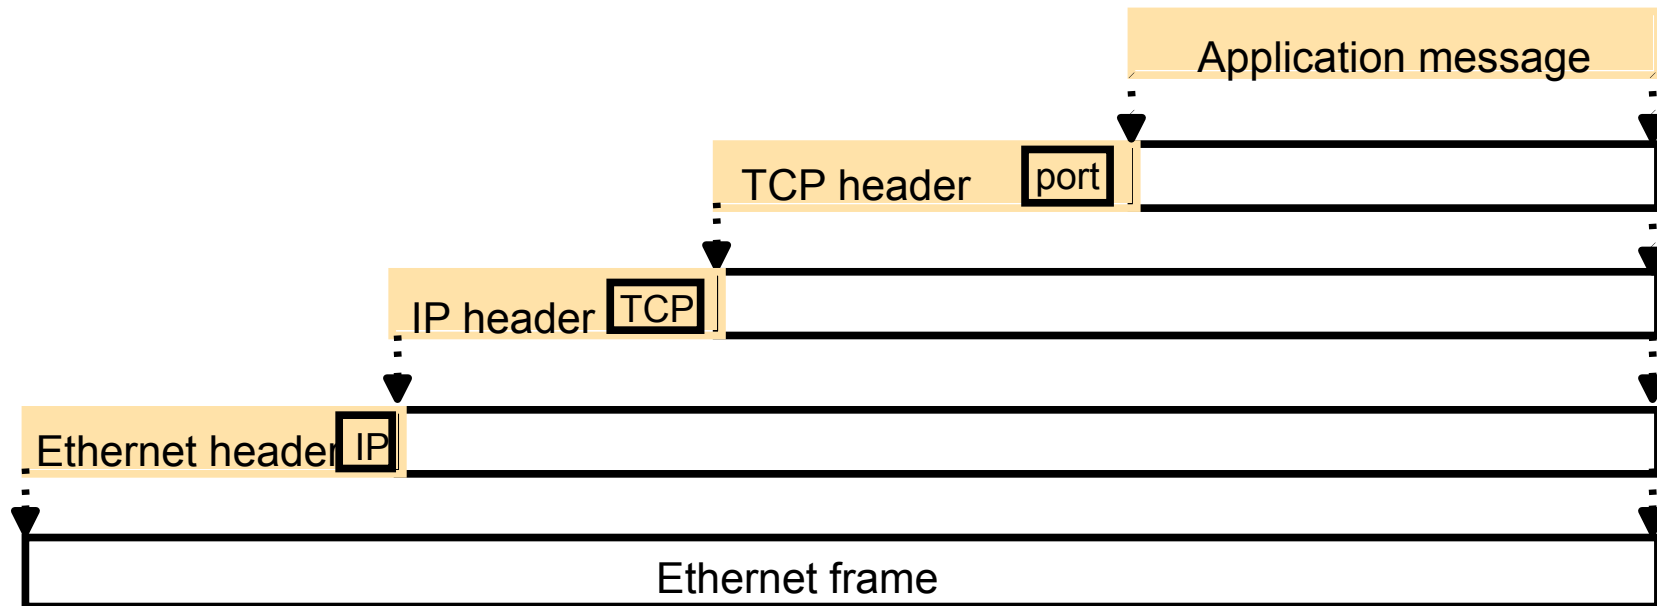 Application message
TCP header port
IP header TCP
Ethernet header IP
Ethernet frame